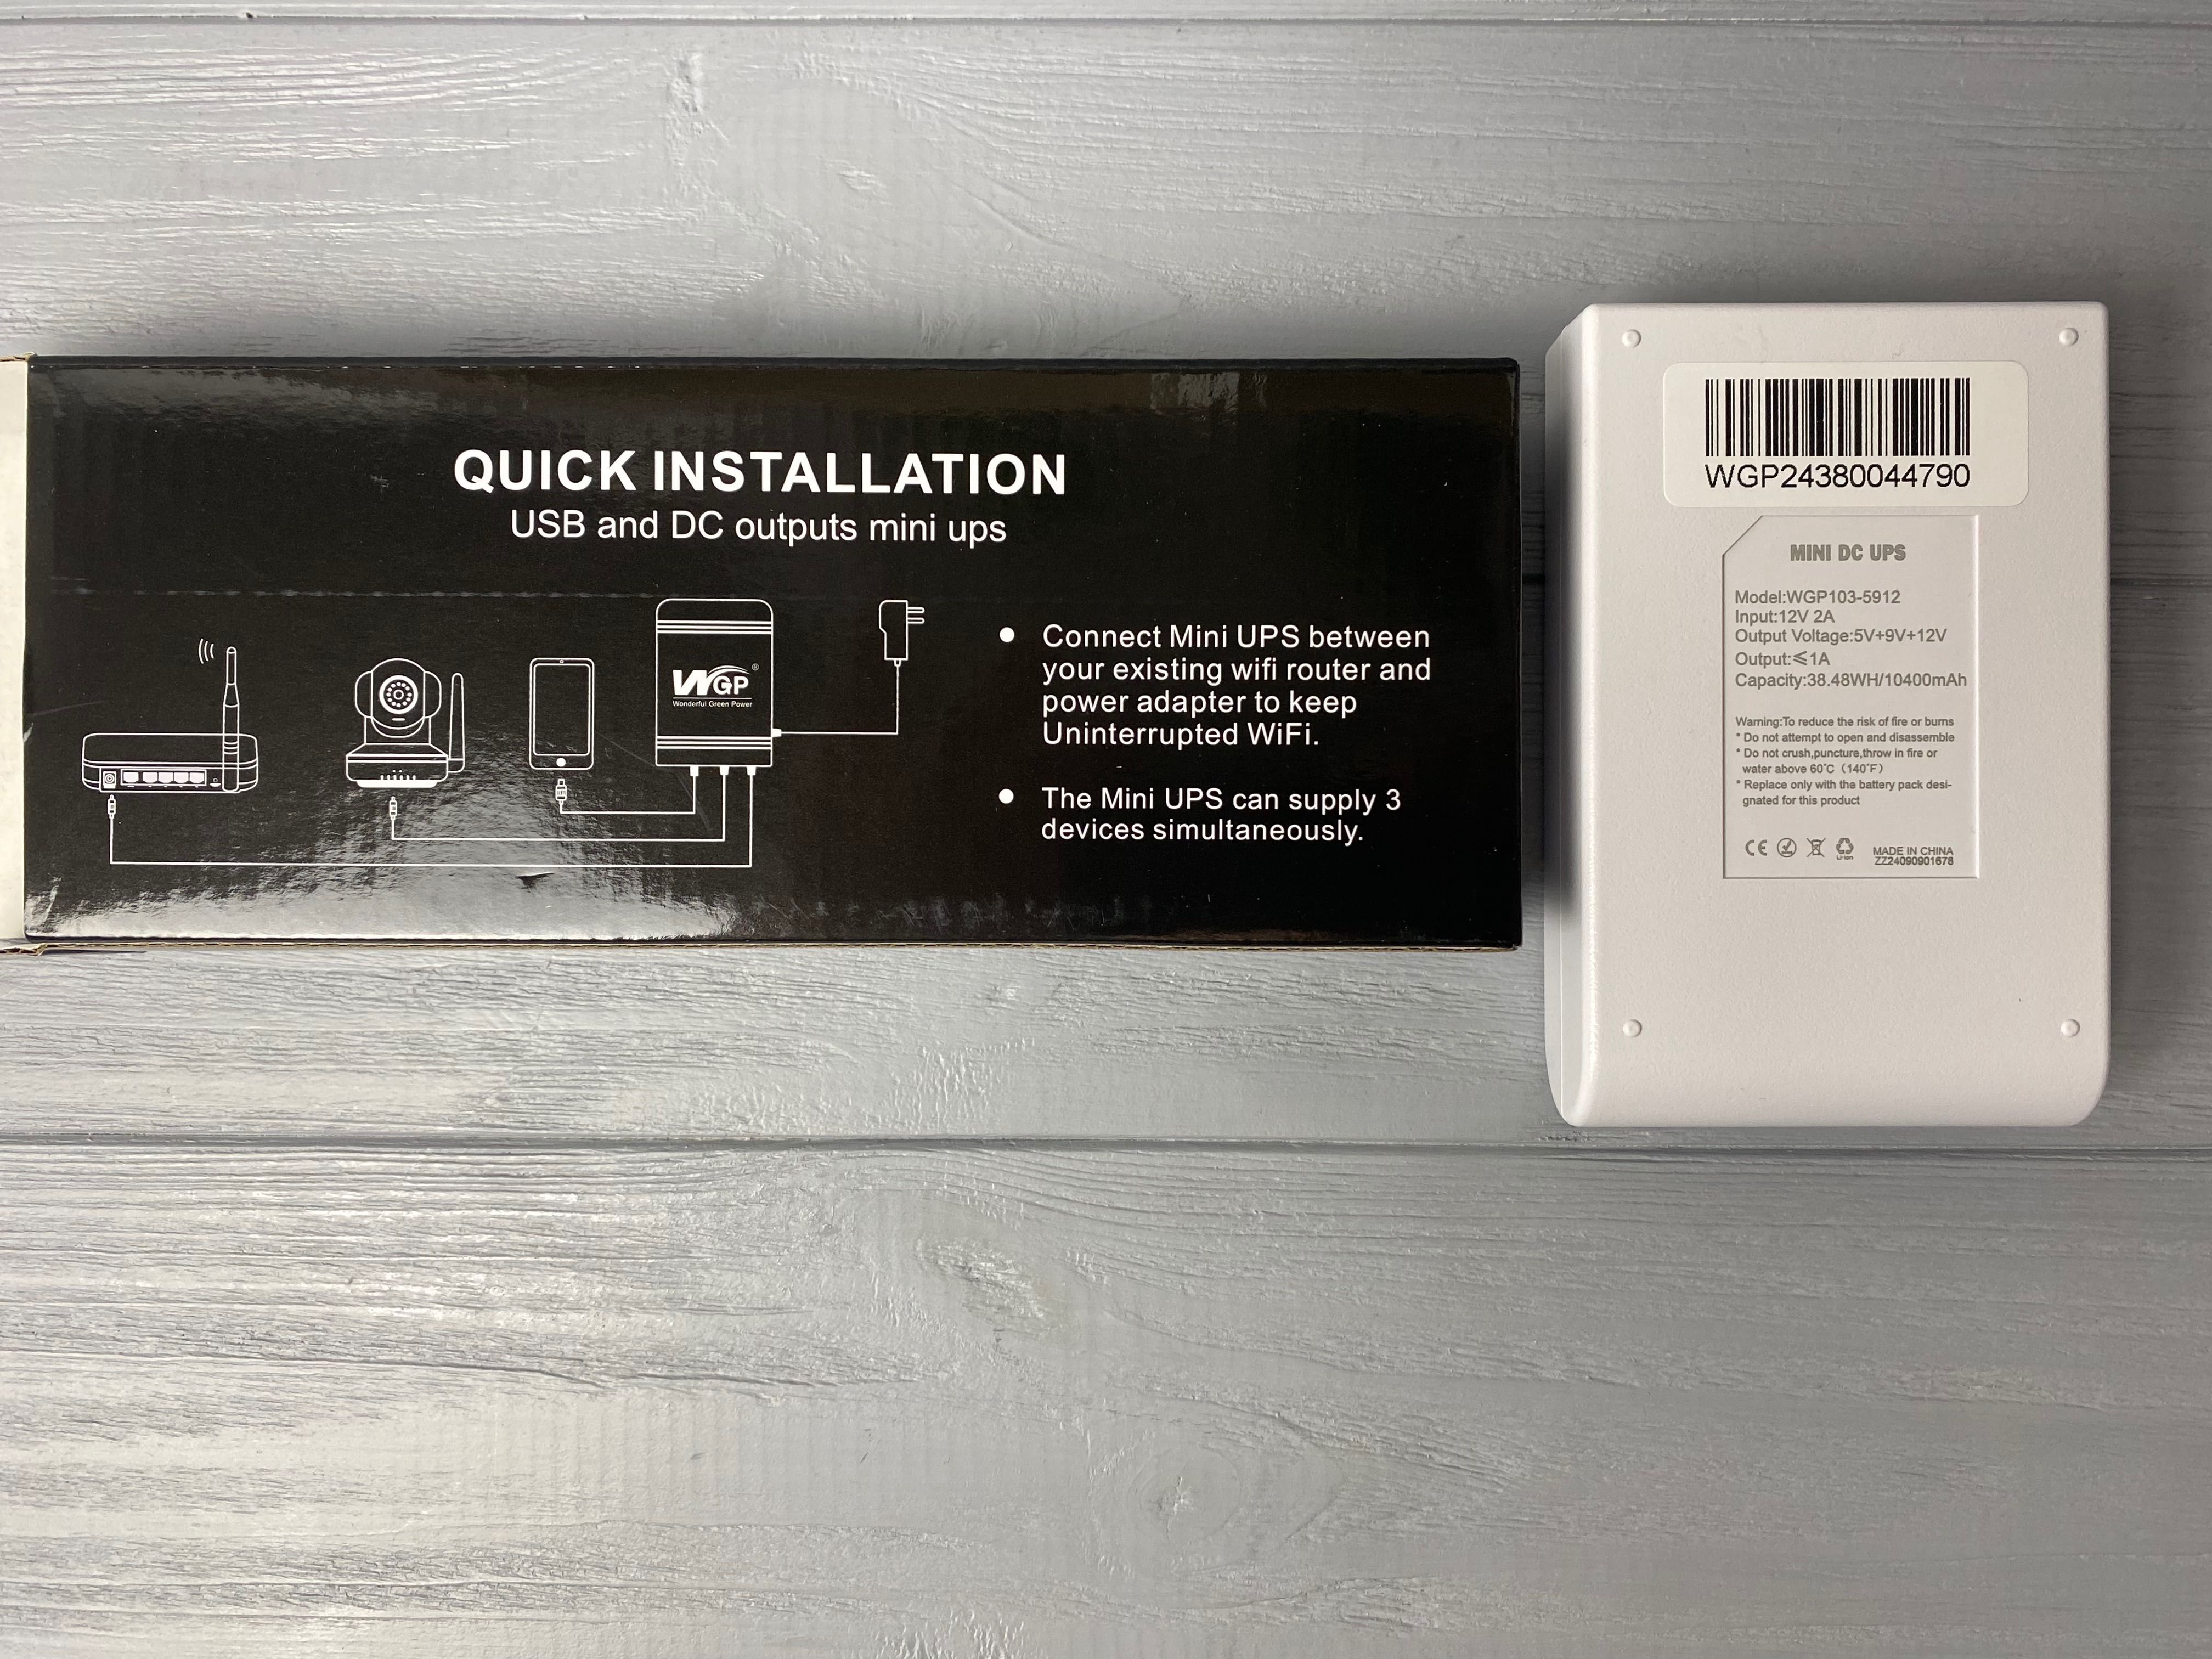 QUICK INSTALLATION
USB and DC outputs mini ups
WGP®
Wonderful Green Power
● Connect Mini UPS between
your existing wifi router and
power adapter to keep
Uninterrupted WiFi.
● The Mini UPS can supply 3
devices simultaneously.
WGP24380044790
MINI DC UPS
Model:WGP103-5912
Input:12V 2A
Output Voltage:5V+9V+12V
Output:⩽1A
Capacity:38.48WH/10400mAh
Warning:To reduce the risk of fire or burns
* Do not attempt to open and disassemble
* Do not crush,puncture,throw in fire or
water above 60°C（140°F）
* Replace only with the battery pack desi-
gnated for this product
CE
Li-ion
MADE IN CHINA
ZZ24090901678